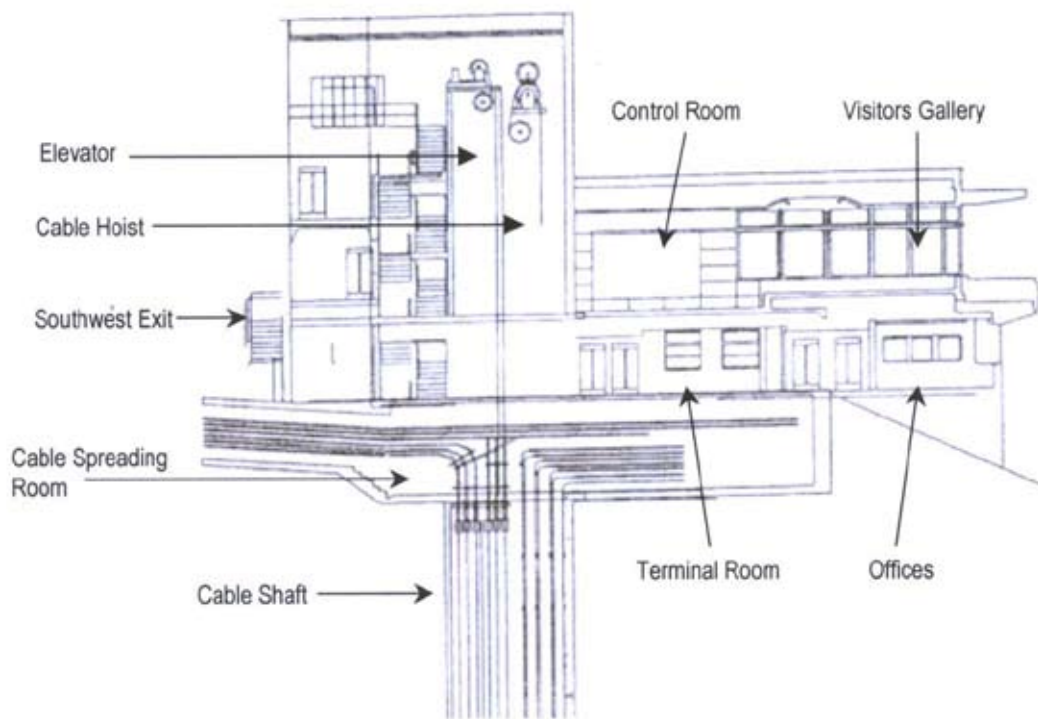 Control Room
Visitors Gallery
Elevator
Cable Hoist
Southwest Exit
Cable Spreading
Room
Terminal Room
Offices
Cable Shaft